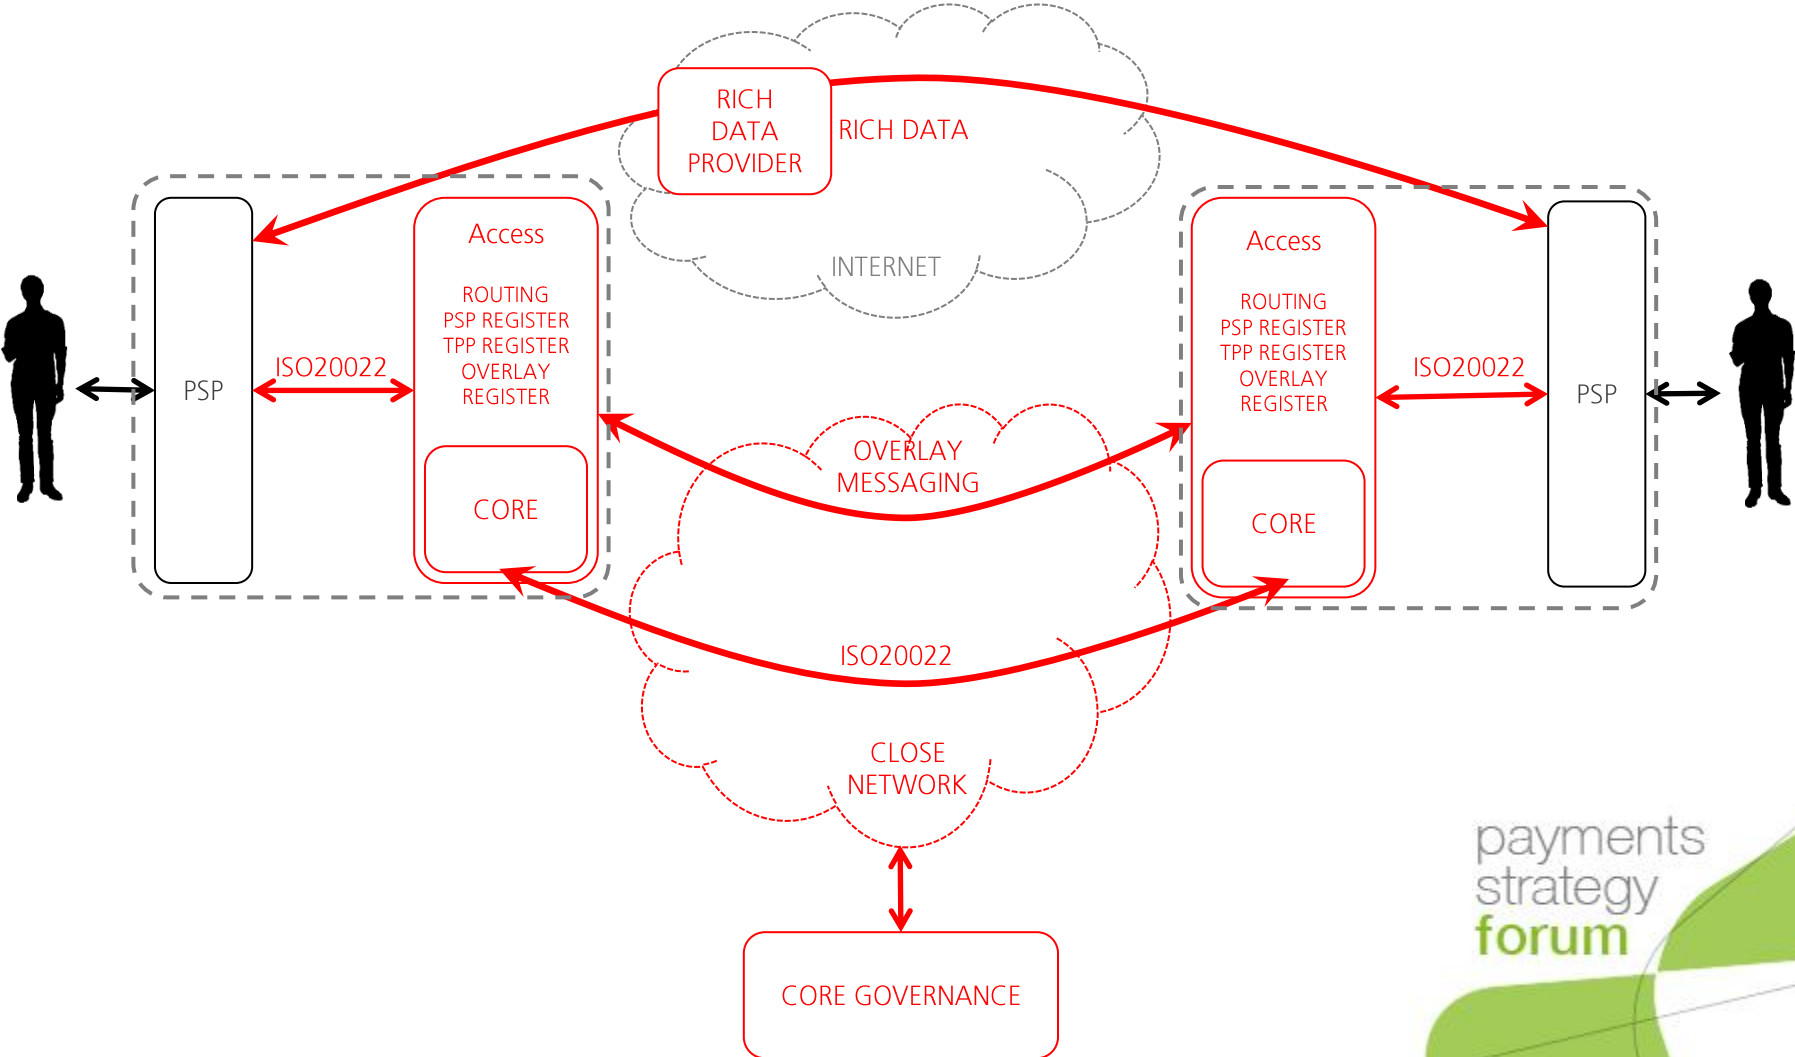 RICH
DATA
PROVIDER
RICH DATA
INTERNET
PSP
ISO20022
Access
ROUTING
PSP REGISTER
TPP REGISTER
OVERLAY
REGISTER
CORE
OVERLAY
MESSAGING
Access
ROUTING
PSP REGISTER
TPP REGISTER
OVERLAY
REGISTER
CORE
ISO20022
PSP
ISO20022
CLOSE
NETWORK
CORE GOVERNANCE
payments
strategy
forum